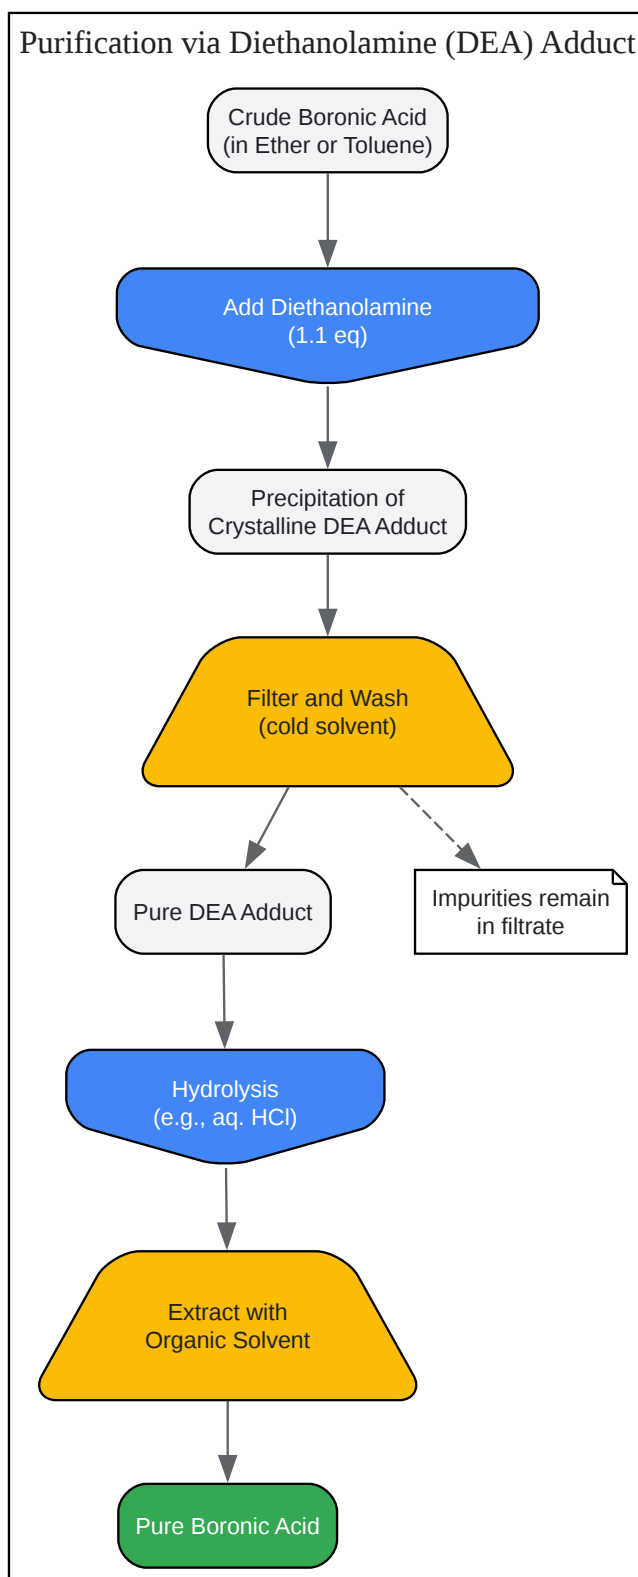 Purification via Diethanolamine (DEA) Adduct
Crude Boronic Acid
(in Ether or Toluene)
Add Diethanolamine
(1.1 eq)
Precipitation of
Crystalline DEA Adduct
Filter and Wash
(cold solvent)
Pure DEA Adduct
Impurities remain
in filtrate
Hydrolysis
(e.g., aq. HCl)
Extract with
Organic Solvent
Pure Boronic Acid